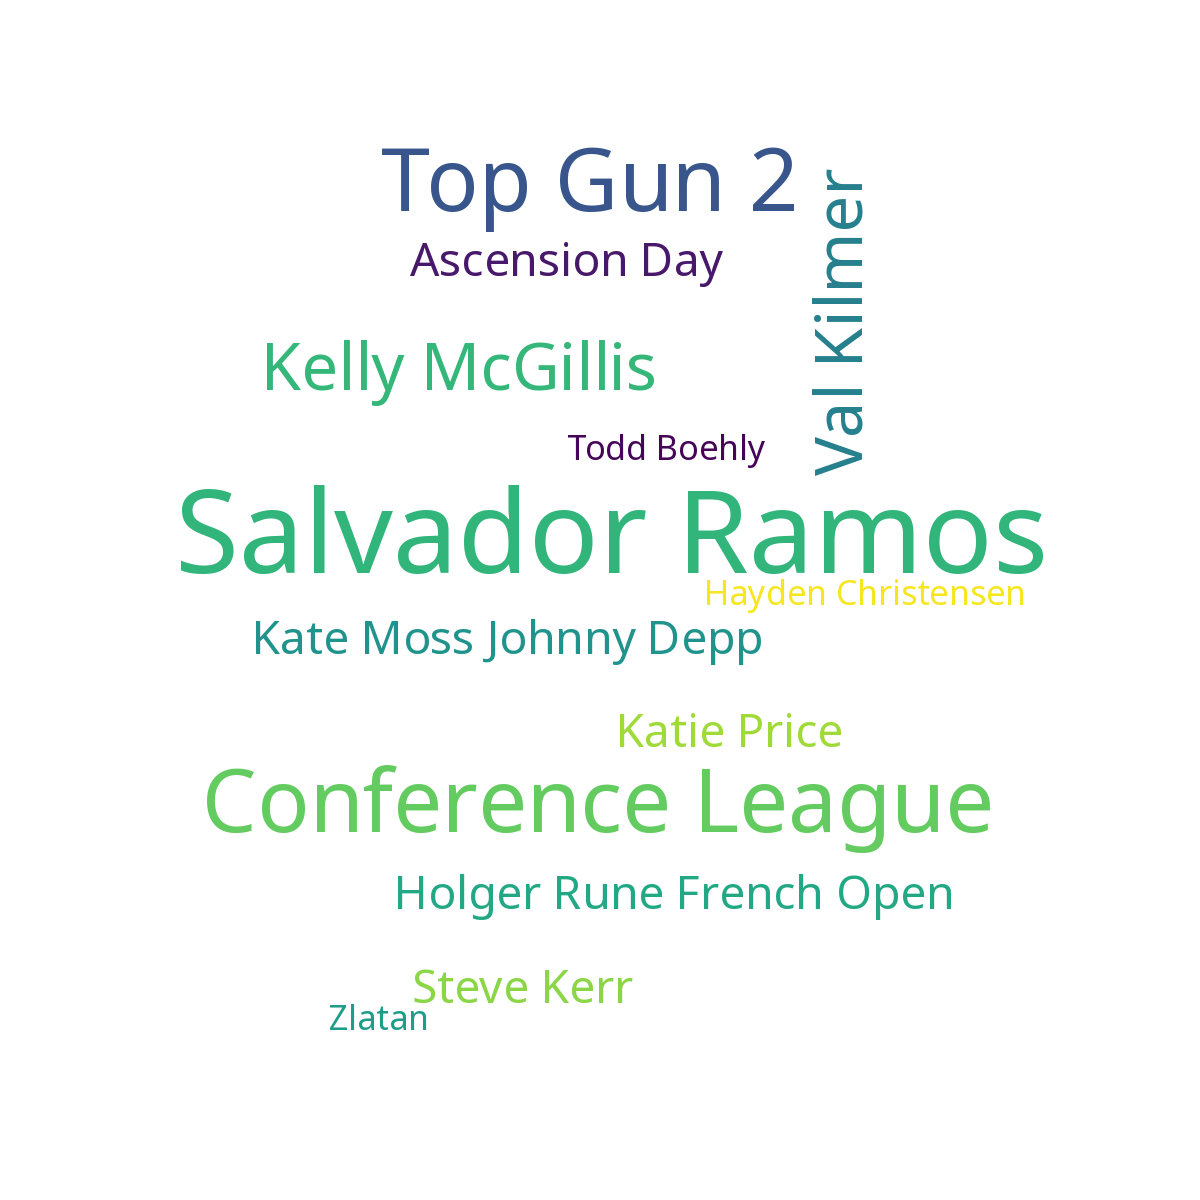 Top Gun 2
Val Kilmer
Ascension Day
Kelly McGillis
Todd Boehly
Salvador Ramos
Hayden Christensen
Kate Moss Johnny Depp
Katie Price
Conference League
Holger Rune French Open
Steve Kerr
Zlatan